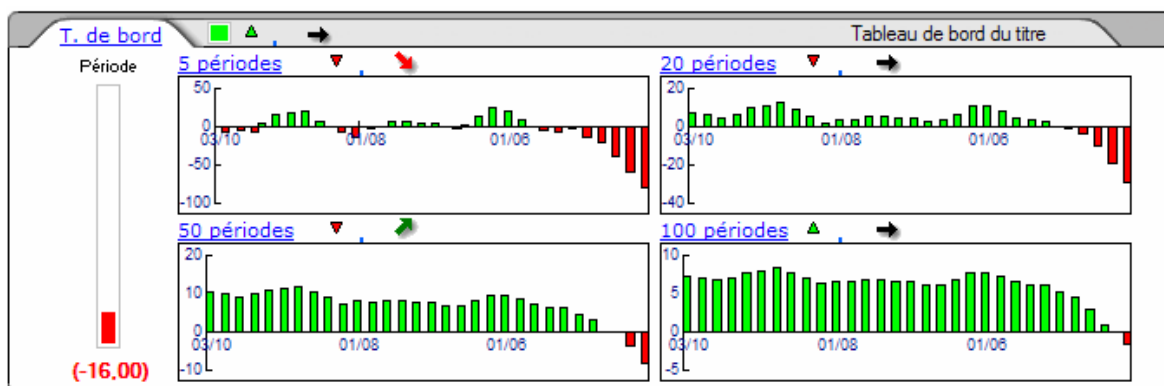 T. de bord Tableau de bord du titre
Période
(-16,00)
5 périodes
50
0
-50
-100
03/10 01/08 01/06
20 périodes
20
0
-20
-40
03/10 01/08 01/06
50 périodes
20
10
0
-10
03/10 01/08 01/06
100 périodes
10
5
0
-5
03/10 01/08 01/06